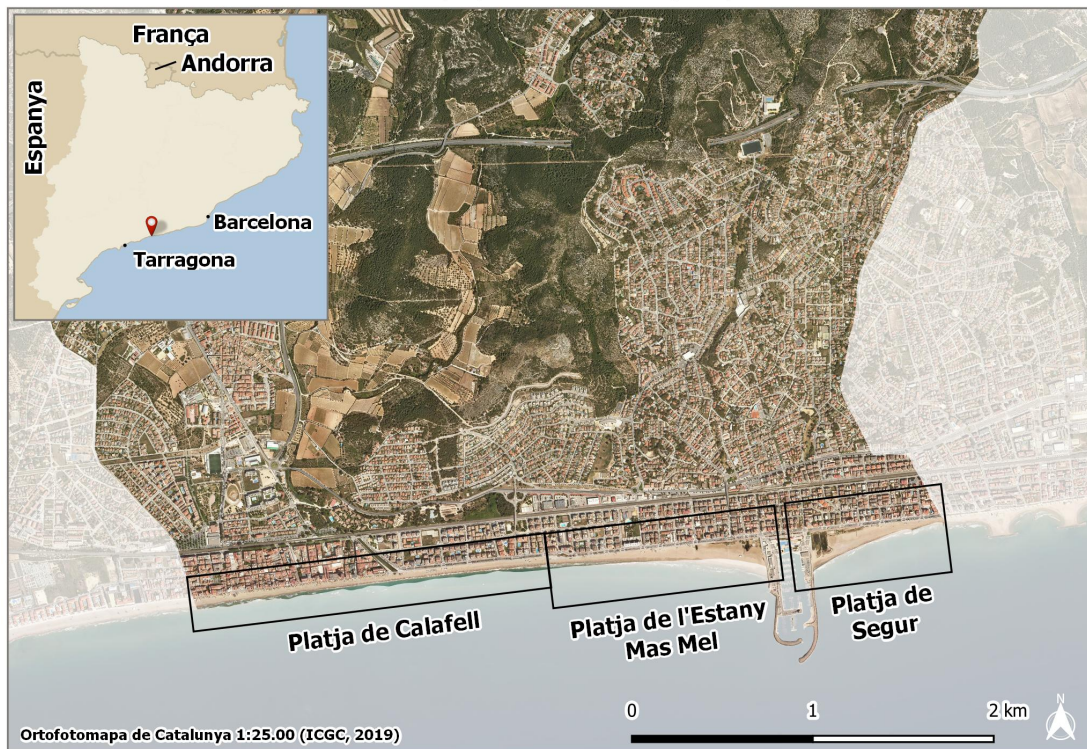 França
Andorra
Espanya
Barcelona
Tarragona
Platja de Calafell
Platja de l'Estany
Mas Mel
Platja de
Segur
0 1 2 km
N
Ortofotomapa de Catalunya 1:25.00 (ICGC, 2019)